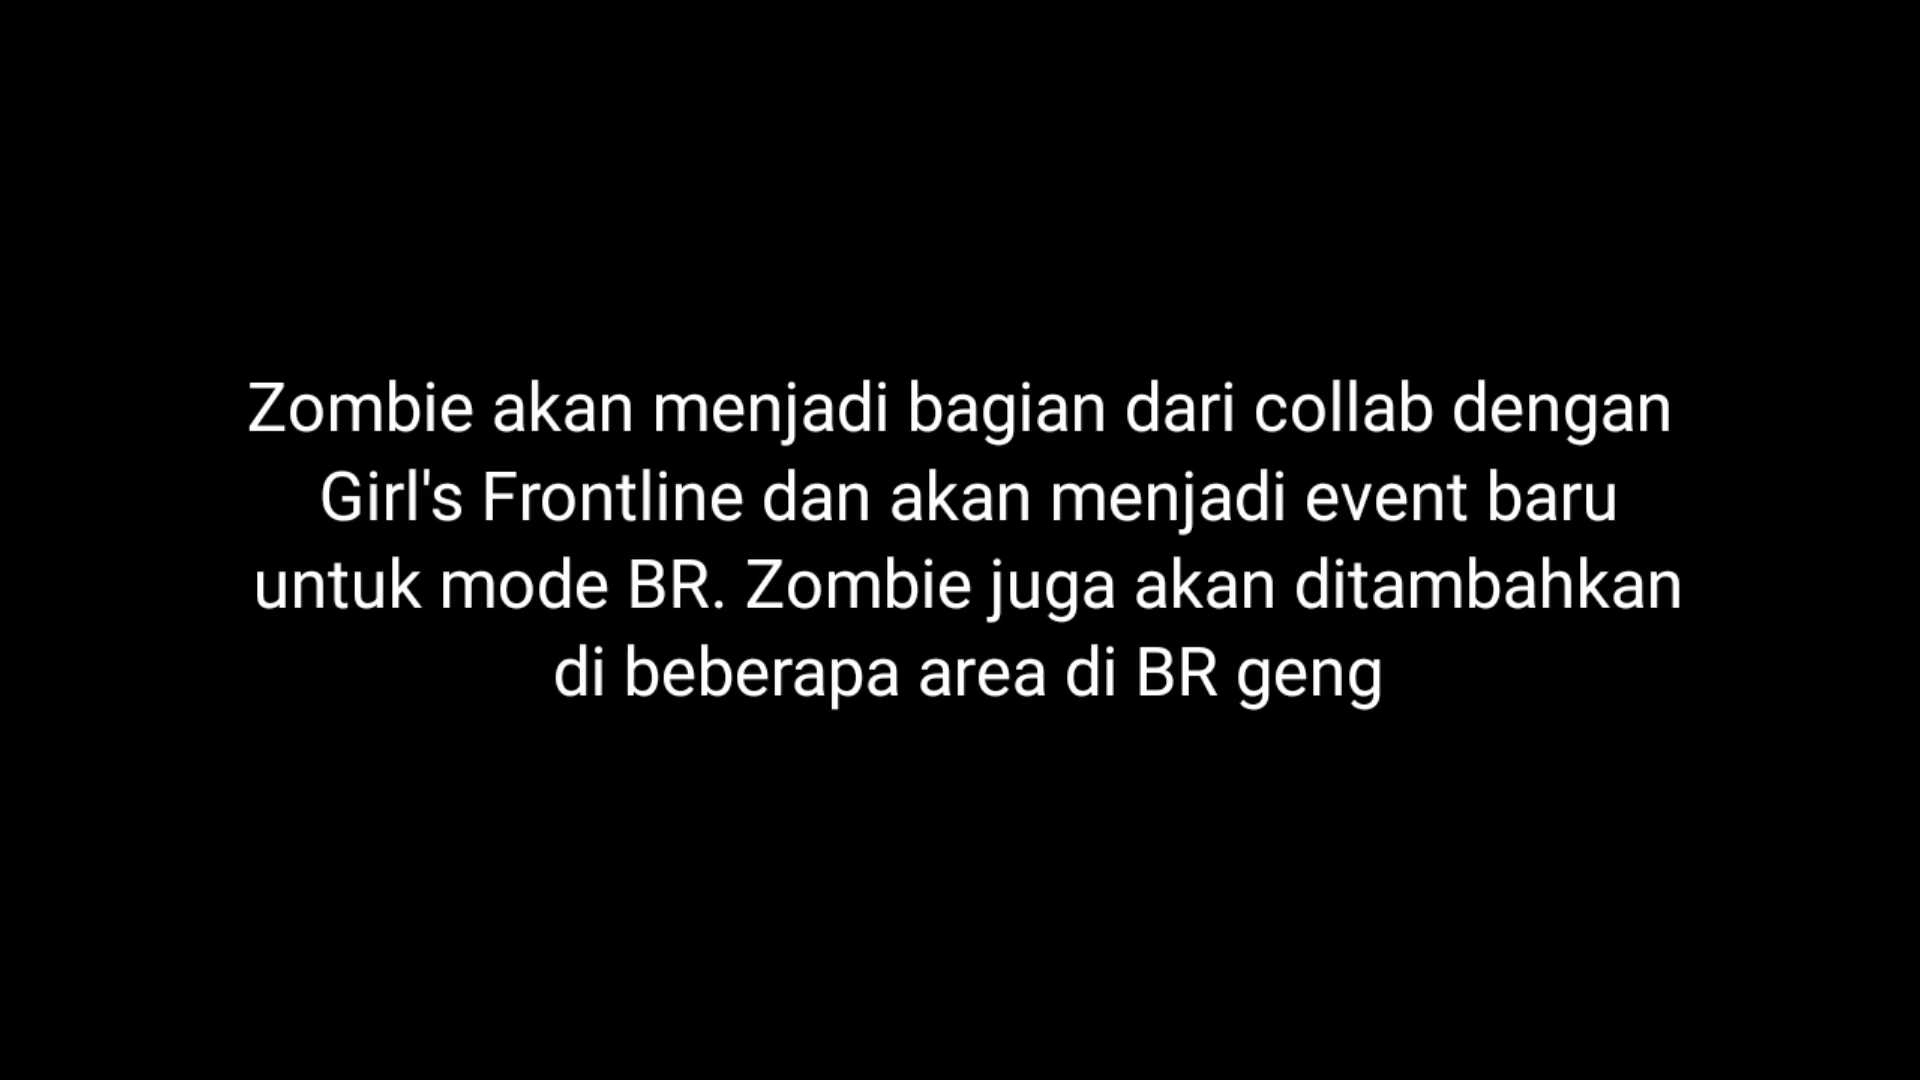 Zombie akan menjadi bagian dari collab dengan
Girl's Frontline dan akan menjadi event baru
untuk mode BR. Zombie juga akan ditambahkan
di beberapa area di BR geng